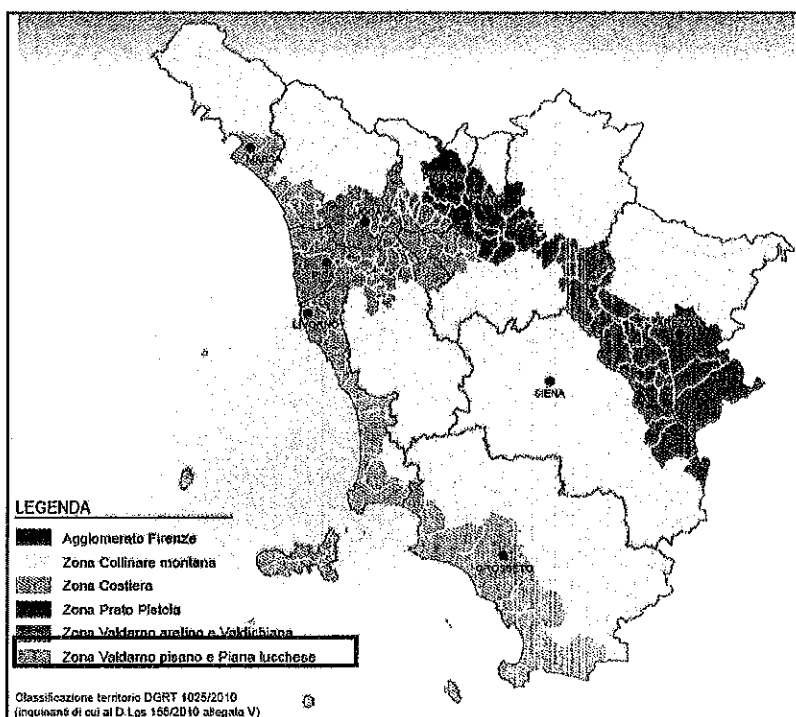 MASSA
LIVORNO
SIENA
GROSSETO
LEGENDA
Agglomerato Firenze
Zona Collinare montana
Zona Costiera
Zona Prato Pistoia
Zona Valdarno aretino e Valdichiana
Zona Valdarno pisano e Piana lucchese
Classificazione territorio DGRT 1025/2010
(inquinanti di cui al D.Lgs 155/2010 allegato V)